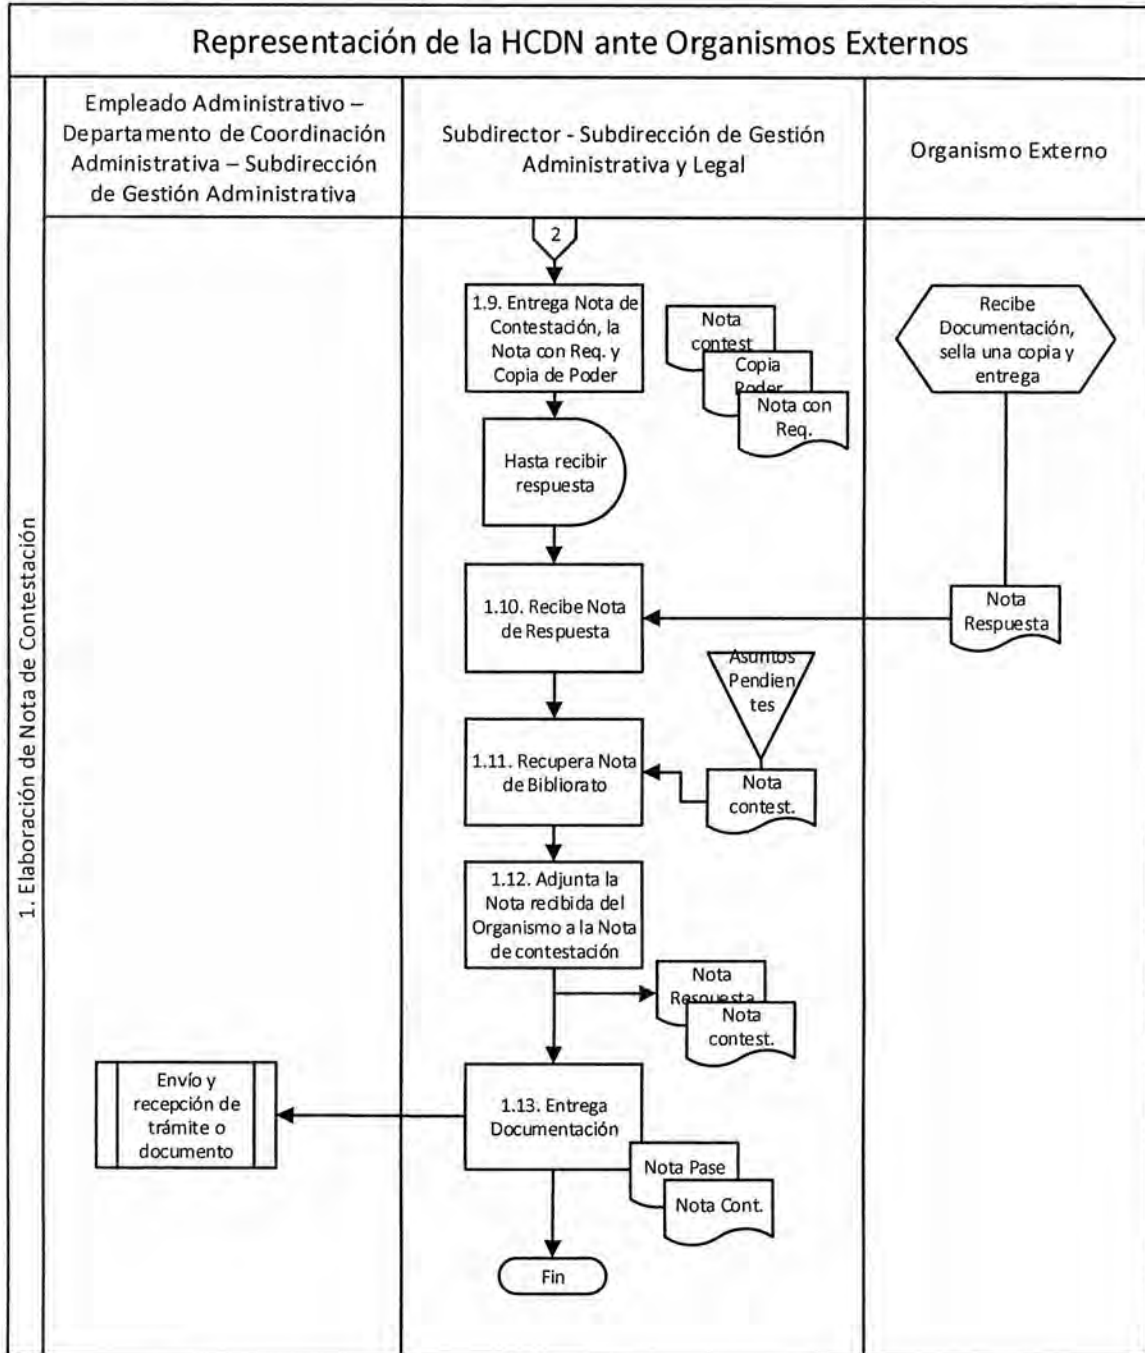 Representación de la HCDN ante Organismos Externos
Empleado Administrativo –
Departamento de Coordinación
Administrativa – Subdirección
de Gestión Administrativa
Subdirector - Subdirección de Gestión
Administrativa y Legal
Organismo Externo
1. Elaboración de Nota de Contestación
2
1.9. Entrega Nota de
Contestación, la
Nota con Req. y
Copia de Poder
Nota
contest
Copia
Poder
Nota con
Req.
Recibe
Documentación,
sella una copia y
entrega
Hasta recibir
respuesta
1.10. Recibe Nota
de Respuesta
Nota
Respuesta
Asuntos
Pendien
tes
1.11. Recupera Nota
de Bibliorato
Nota
contest.
1.12. Adjunta la
Nota recibida del
Organismo a la Nota
de contestación
Nota
Respuesta
Nota
contest.
Envío y
recepción de
trámite o
documento
1.13. Entrega
Documentación
Nota Pase
Nota Cont.
Fin